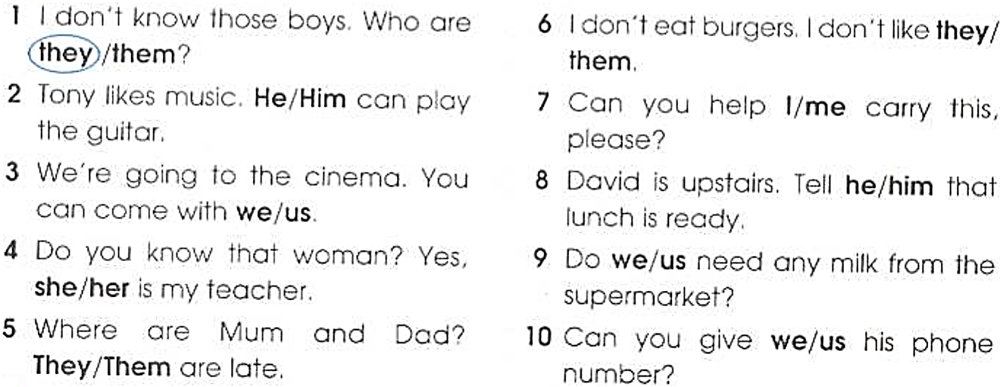 1 I don't know those boys. Who are
they/them?
2 Tony likes music. He/Him can play
the guitar.
3 We're going to the cinema. You
can come with we/us.
4 Do you know that woman? Yes,
she/her is my teacher.
5 Where are Mum and Dad?
They/Them are late.
6 I don't eat burgers. I don't like they/
them.
7 Can you help I/me carry this,
please?
8 David is upstairs. Tell he/him that
lunch is ready.
9 Do we/us need any milk from the
supermarket?
10 Can you give we/us his phone
number?